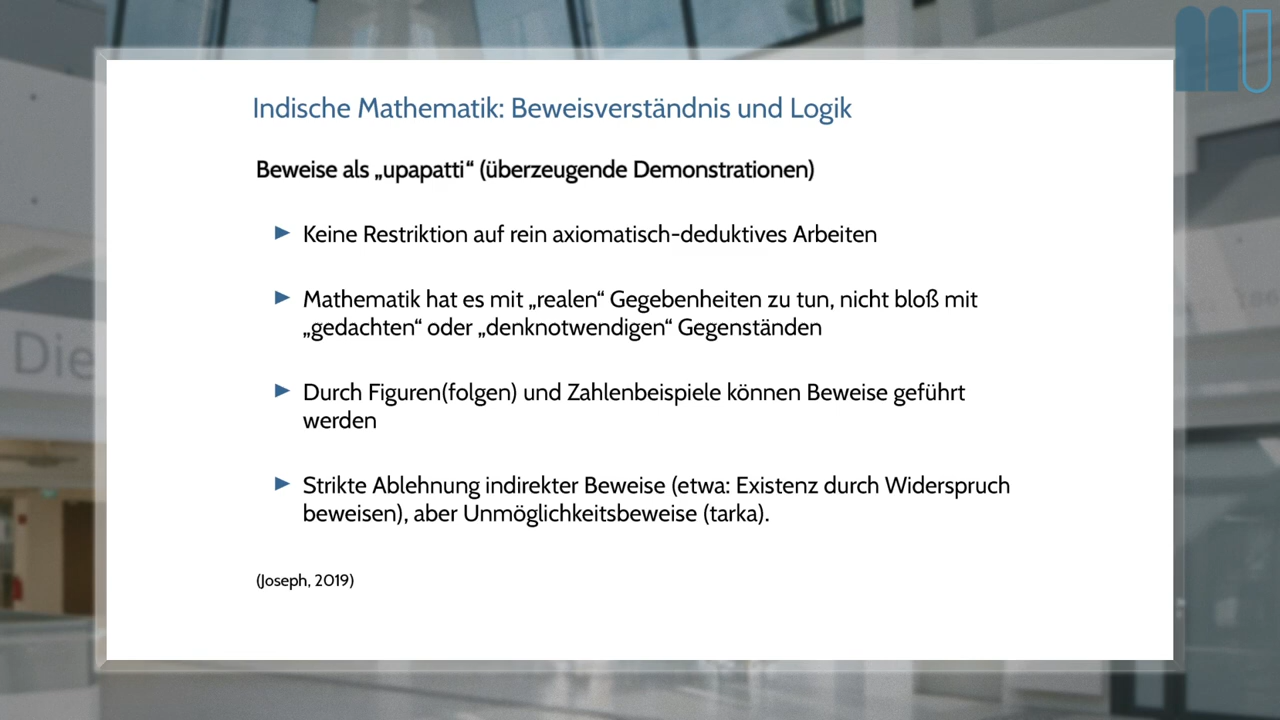 Indische Mathematik: Beweisverständnis und Logik
Beweise als „upapatti“ (überzeugende Demonstrationen)
Keine Restriktion auf rein axiomatisch-deduktives Arbeiten
Mathematik hat es mit „realen“ Gegebenheiten zu tun, nicht bloß mit
„gedachten“ oder „denknotwendigen“ Gegenständen
Durch Figuren(folgen) und Zahlenbeispiele können Beweise geführt
werden
Strikte Ablehnung indirekter Beweise (etwa: Existenz durch Widerspruch
beweisen), aber Unmöglichkeitsbeweise (tarka).
(Joseph, 2019)
Die